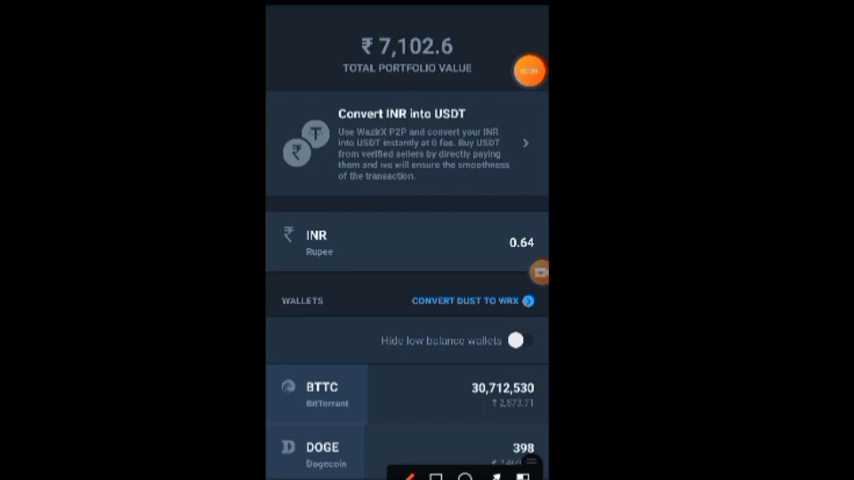 ₹ 7,102.6
TOTAL PORTFOLIO VALUE
Convert INR into USDT
Use WazirX P2P and convert your INR
into USDT instantly at 0 fee. Buy USDT
from verified sellers by directly paying
them and we will ensure the smoothness
of the transaction.
INR
0.64
Rupee
WALLETS
CONVERT DUST TO WRX
Hide low balance wallets
BTTC
30,712,530
BitTorrent
₹ 2,673.71
DOGE
398
Dogecoin